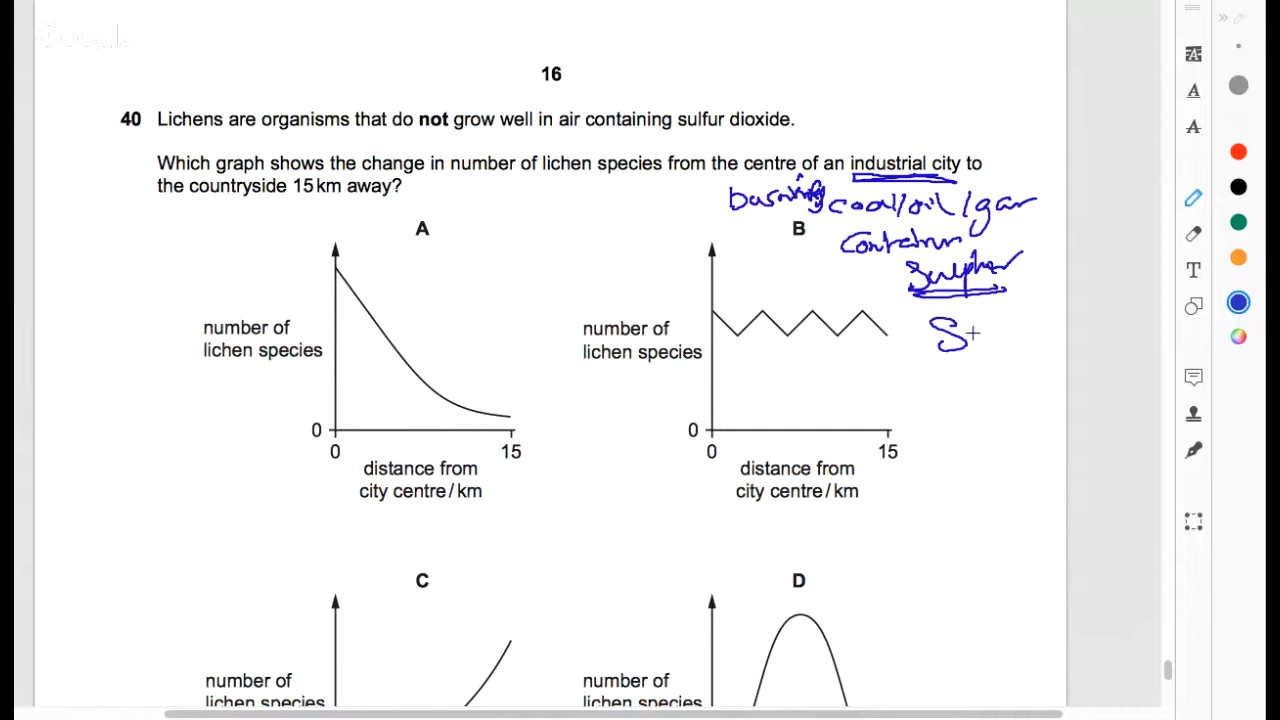 Google
16
40 Lichens are organisms that do not grow well in air containing sulfur dioxide.
Which graph shows the change in number of lichen species from the centre of an industrial city to
the countryside 15 km away?
burning coal/oil/gas
A
B
contain
sulphur
S+
number of
lichen species
0
0
15
distance from
city centre / km
number of
lichen species
0
0
15
distance from
city centre / km
C
D
number of
lichen species
number of
lichen species
A
A
A
T